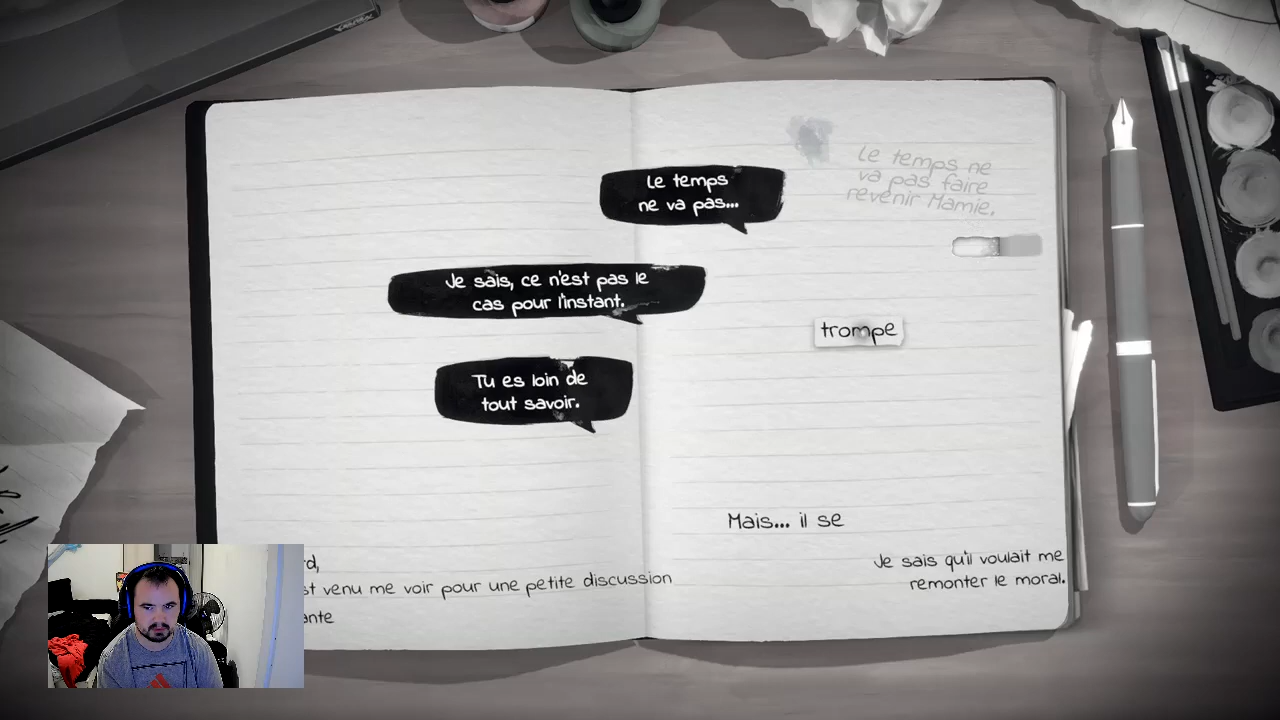 Le temps
ne va pas...
Le temps ne
va pas faire
revenir Mamie.
Je sais, ce n'est pas le
cas pour l'instant.
trompe
Tu es loin de
tout savoir.
Mais... il se
Je sais qu'il voulait me
remonter le moral.
rd,
st venu me voir pour une petite discussion
ante